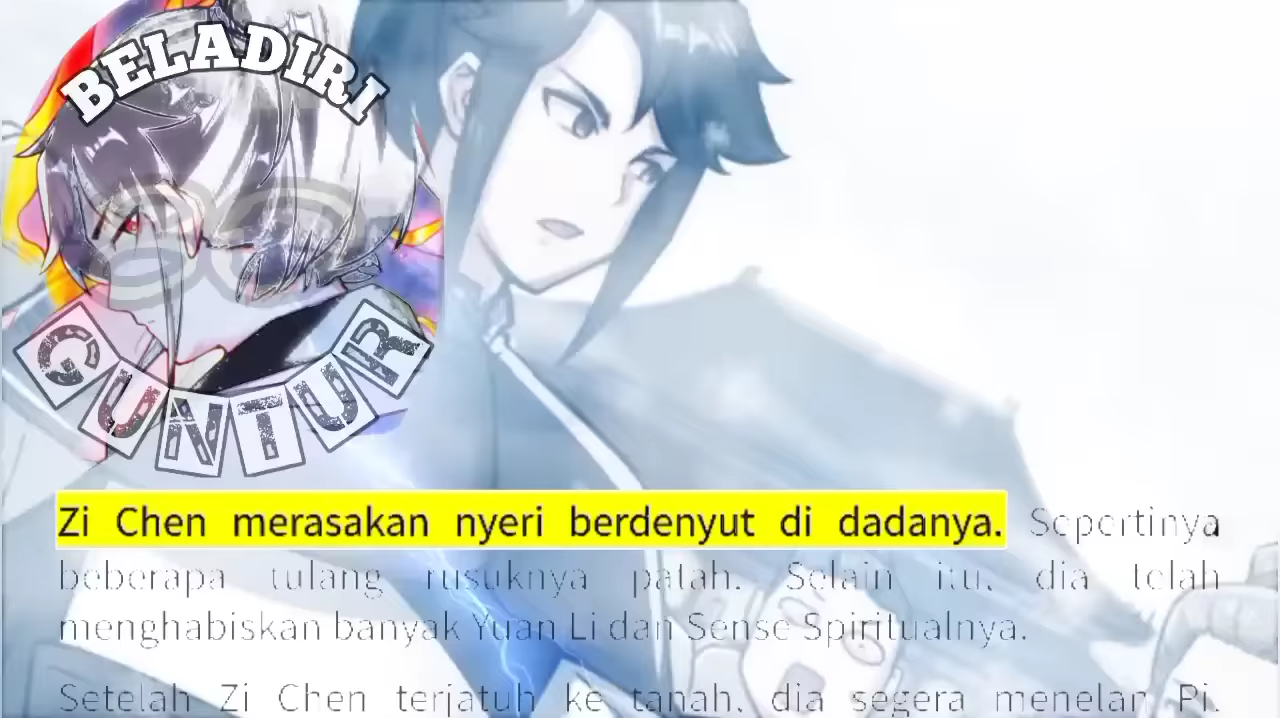 BELADIRI
GUNTUR
Zi Chen merasakan nyeri berdenyut di dadanya. Sepertinya
beberapa tulang rusuknya patah. Selain itu, dia telah
menghabiskan banyak Yuan Li dan Sense Spiritualnya.
Setelah Zi Chen terjatuh ke tanah, dia segera menelan